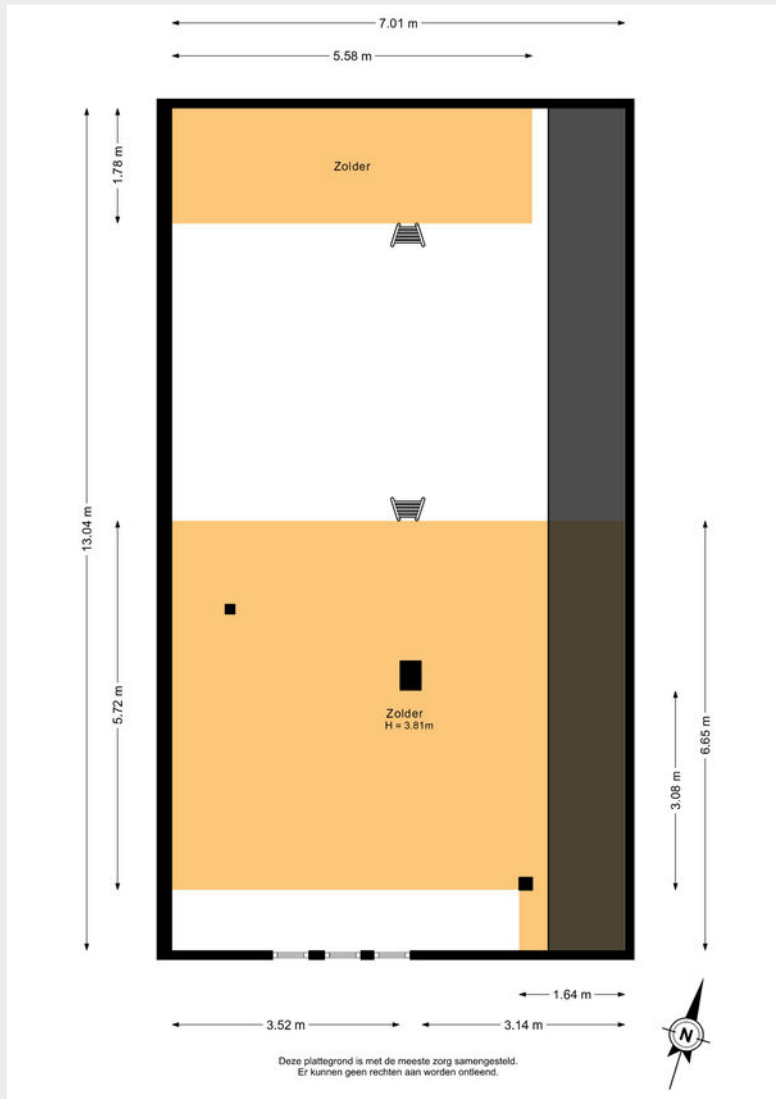 7.01 m
5.58 m
1.78 m
Zolder
13.04 m
5.72 m
Zolder
H = 3.81m
6.65 m
3.08 m
1.64 m
3.52 m
3.14 m
N
Deze plattegrond is met de meeste zorg samengesteld.
Er kunnen geen rechten aan worden ontleend.